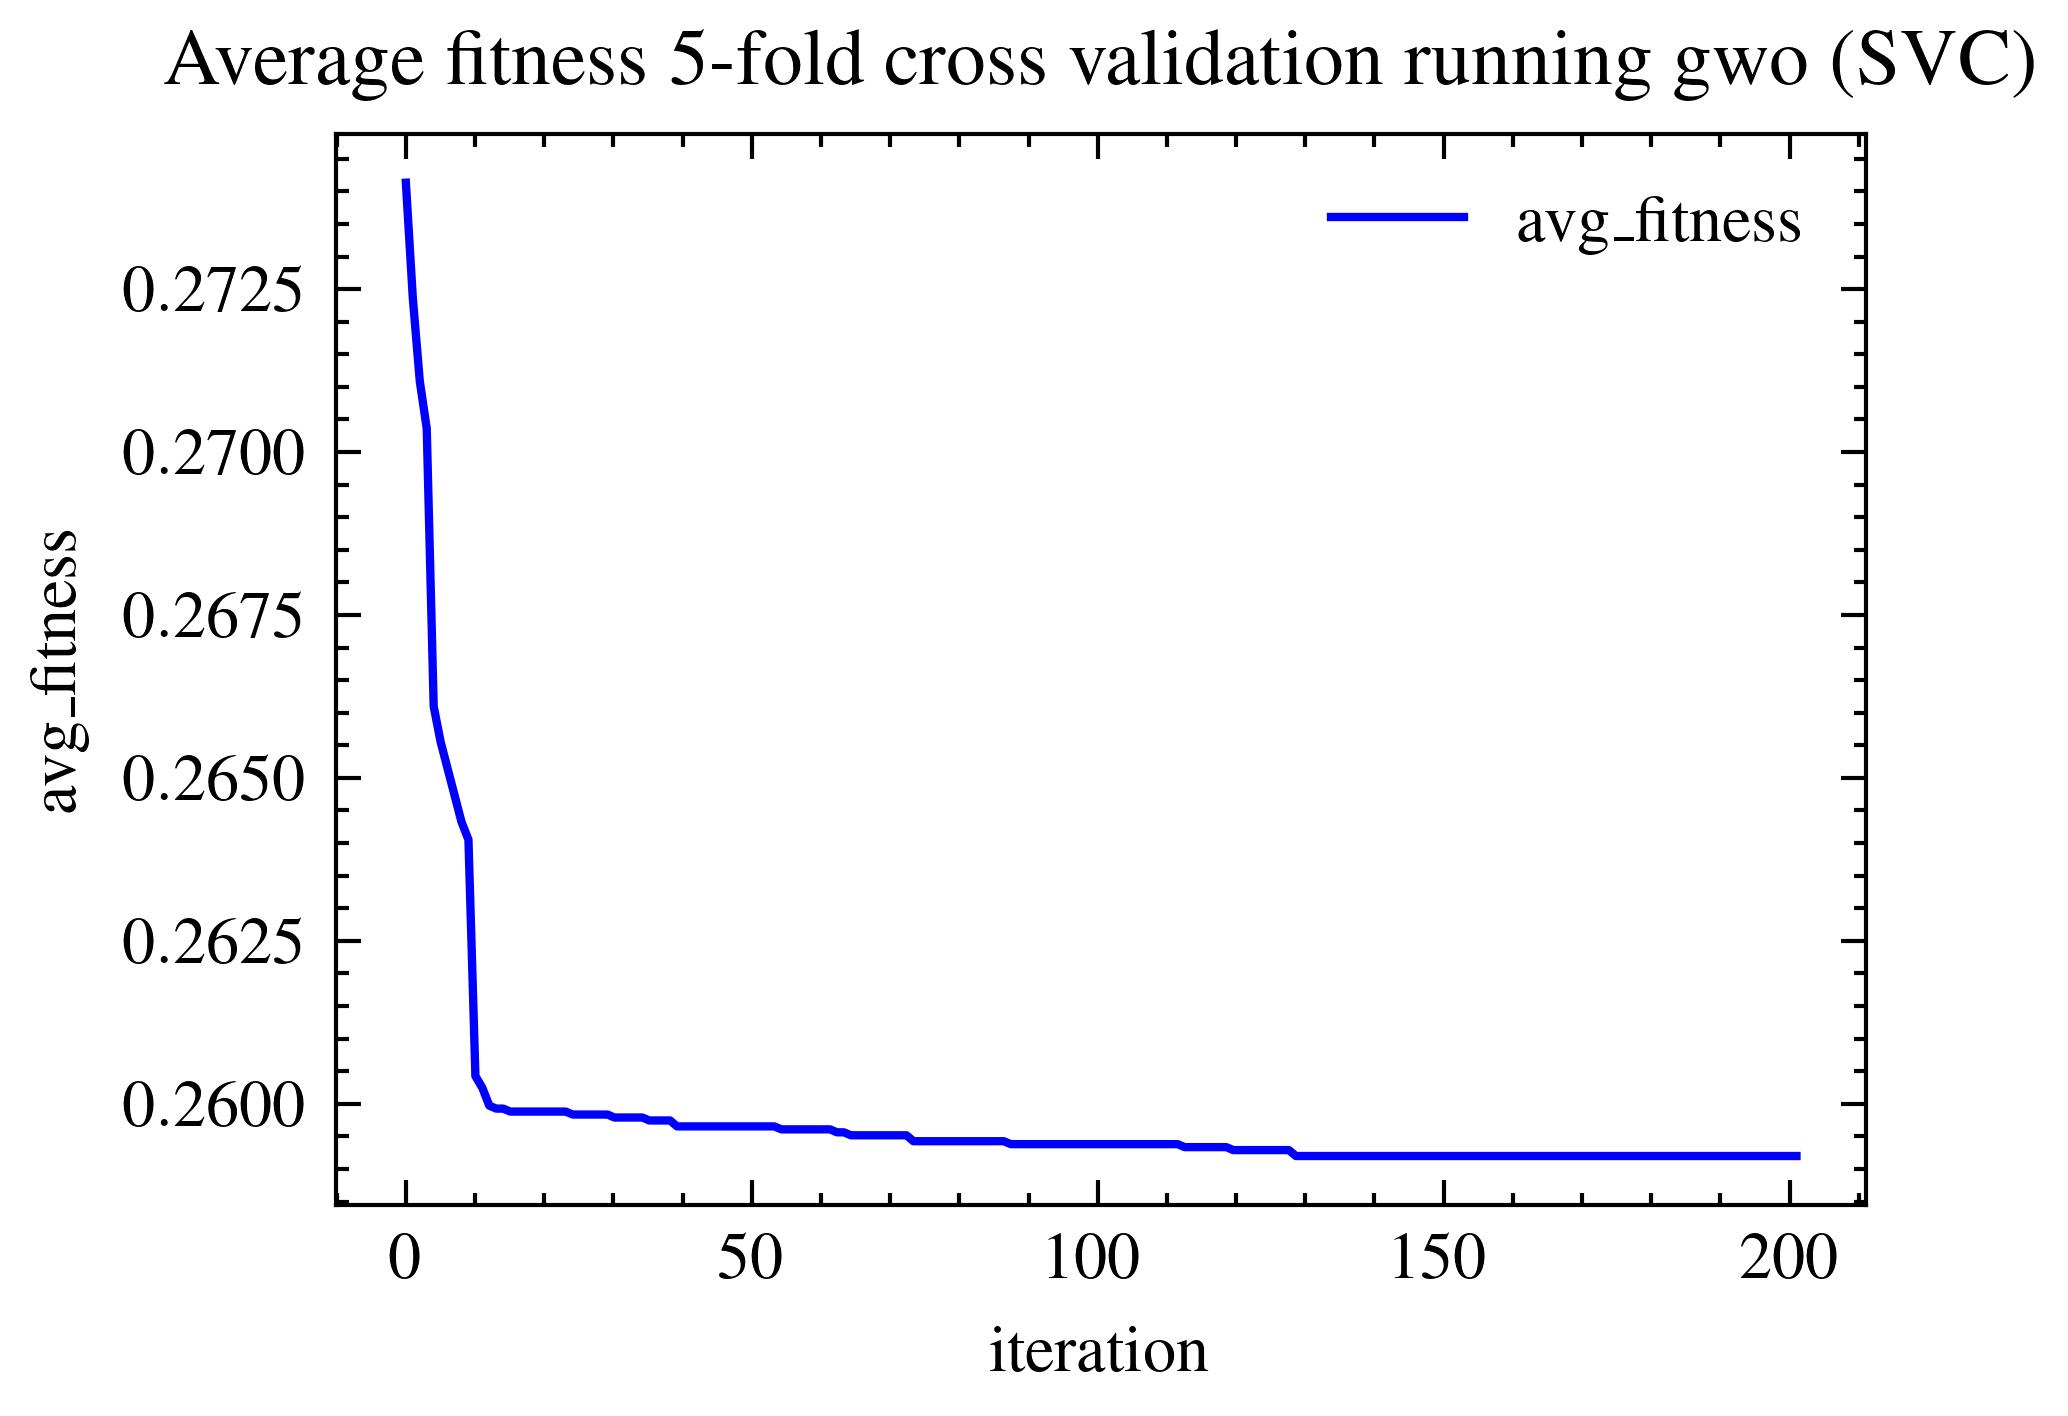 Average fitness 5-fold cross validation running gwo (SVC)
avg_fitness
0.2725
0.2700
0.2675
0.2650
0.2625
0.2600
avg_fitness
0 50 100 150 200
iteration